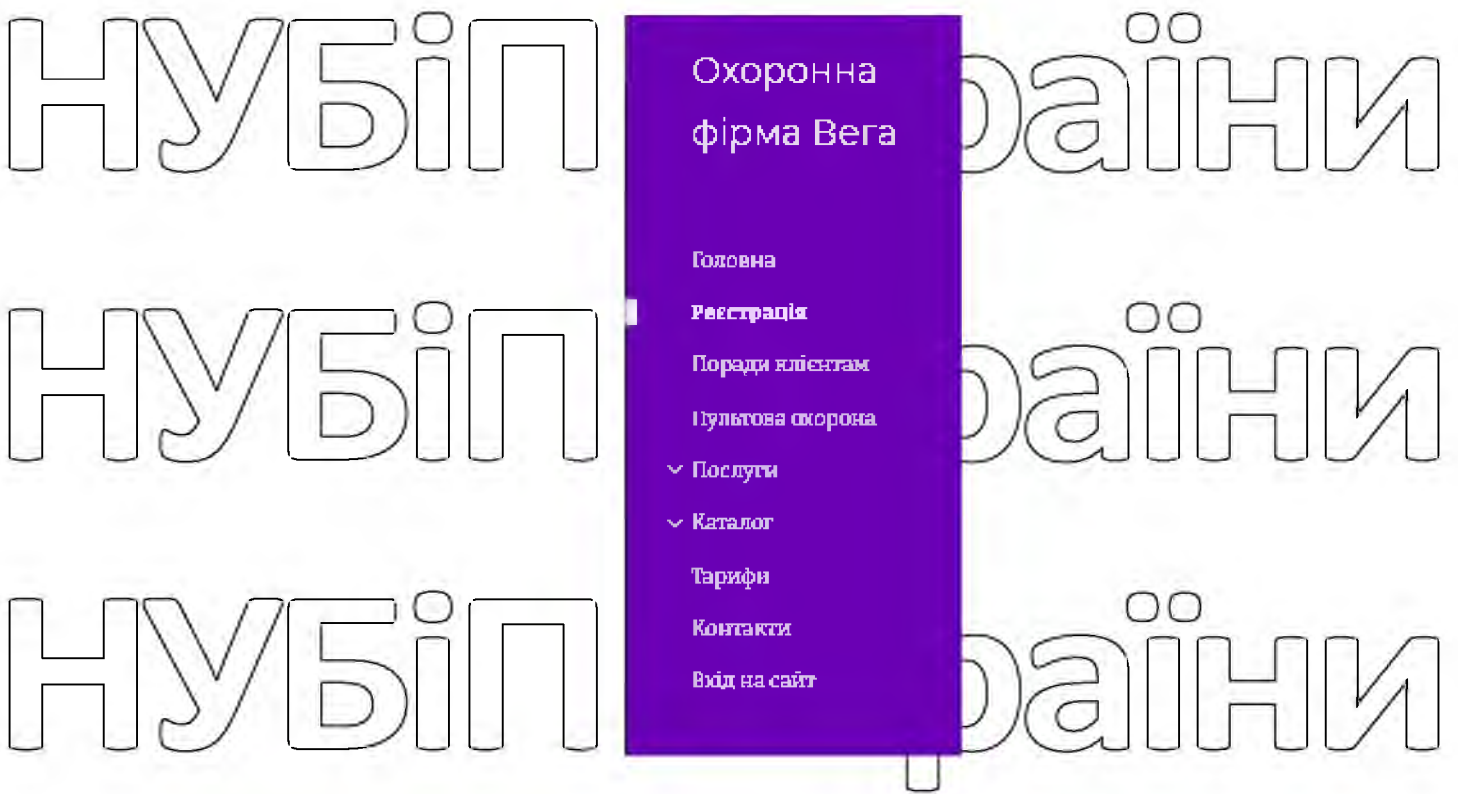 НУБіП
раїни
Охоронна
фірма Вега
Головна
Реєстрація
НУБіП
раїни
Поради клієнтам
Пультова охорона
Послуги
Каталог
Тарифи
НУБіП
раїни
Контакти
Вхід на сайт